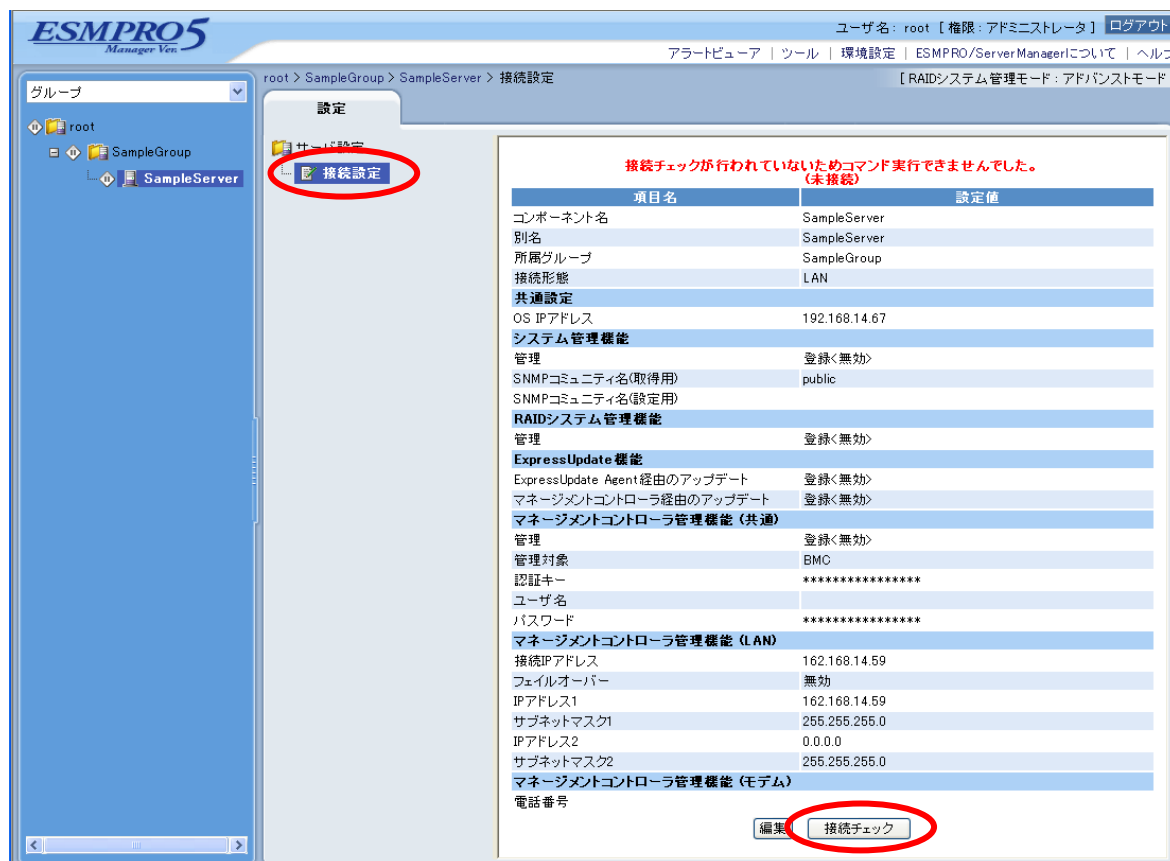 ESMPRO5
Manager Ver.
ユーザ名: root [ 権限 : アドミニストレータ ] ログアウト
アラートビューア | ツール | 環境設定 | ESMPRO/ServerManagerについて |
root > SampleGroup > SampleServer > 接続設定
[ RAIDシステム管理モード : アドバンストモード
グループ
設定
root
SampleGroup
SampleServer
サーバ設定
接続設定
接続チェックが行われていないためコマンド実行できませんでした。
(未接続)
項目名 設定値
コンポーネント名 SampleServer
別名 SampleServer
所属グループ SampleGroup
接続形態 LAN
共通設定
OS IPアドレス 192.168.14.67
システム管理機能
管理 登録<無効>
SNMPコミュニティ名(取得用) public
SNMPコミュニティ名(設定用)
RAIDシステム管理機能
管理 登録<無効>
ExpressUpdate機能
ExpressUpdate Agent経由のアップデート 登録<無効>
マネージメントコントローラ経由のアップデート 登録<無効>
マネージメントコントローラ管理機能 (共通)
管理 登録<無効>
管理対象 BMC
認証キー ****************
ユーザ名
パスワード ****************
マネージメントコントローラ管理機能 (LAN)
接続IPアドレス 162.168.14.59
フェイルオーバー 無効
IPアドレス1 162.168.14.59
サブネットマスク1 255.255.255.0
IPアドレス2 0.0.0.0
サブネットマスク2 255.255.255.0
マネージメントコントローラ管理機能 (モデム)
電話番号
編集 接続チェック